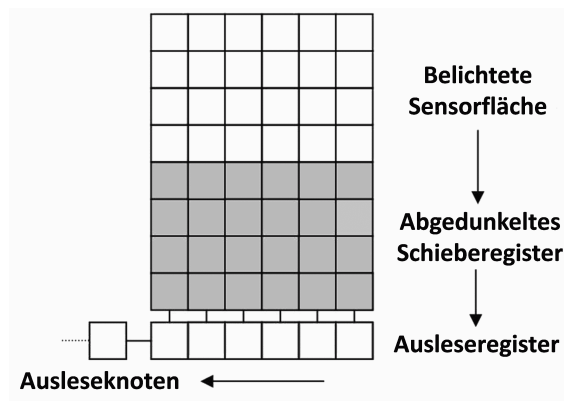 Belichtete
Sensorfläche
Abgedunkeltes
Schieberegister
Ausleseregister
Ausleseknoten